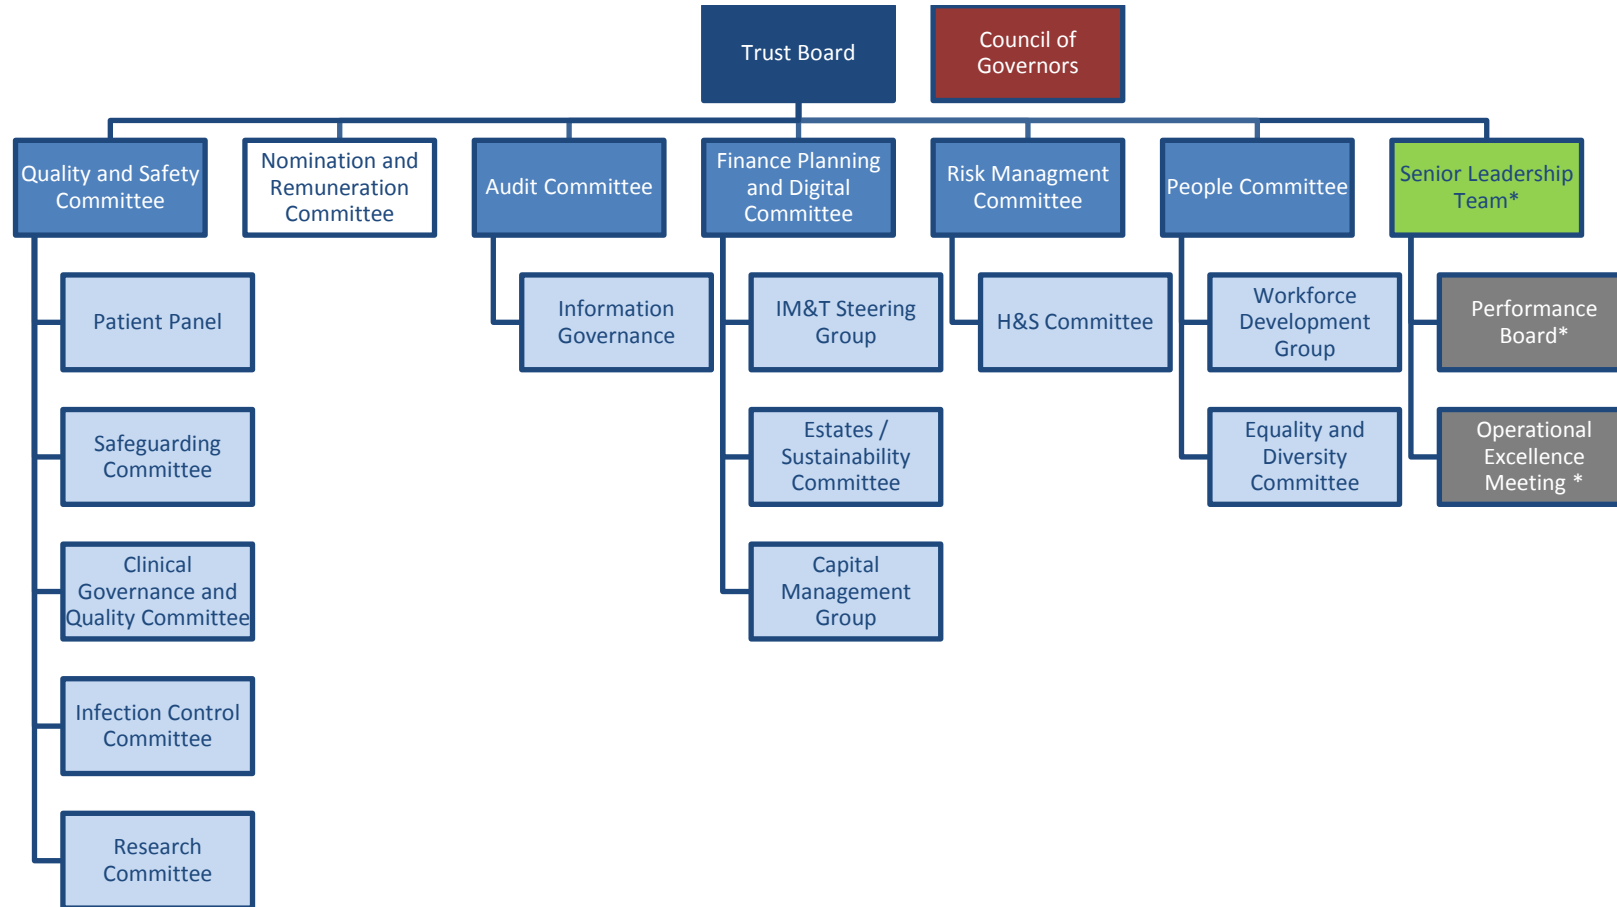 Trust Board
Council of
Governors
Quality and Safety
Committee
Nomination and
Remuneration
Committee
Audit Committee
Finance Planning
and Digital
Committee
Risk Managment
Committee
People Committee
Senior Leadership
Team*
Patient Panel
Information
Governance
IM&T Steering
Group
H&S Committee
Workforce
Development
Group
Performance
Board*
Safeguarding
Committee
Estates /
Sustainability
Committee
Equality and
Diversity
Committee
Operational
Excellence
Meeting *
Clinical
Governance and
Quality Committee
Capital
Management
Group
Infection Control
Committee
Research
Committee